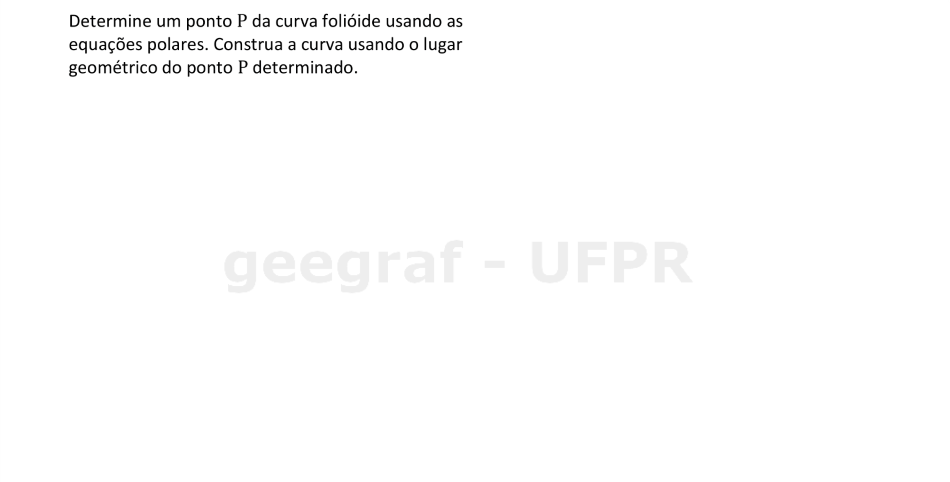 Determine um ponto P da curva folióide usando as
equações polares. Construa a curva usando o lugar
geométrico do ponto P determinado.
geegraf - UFPR